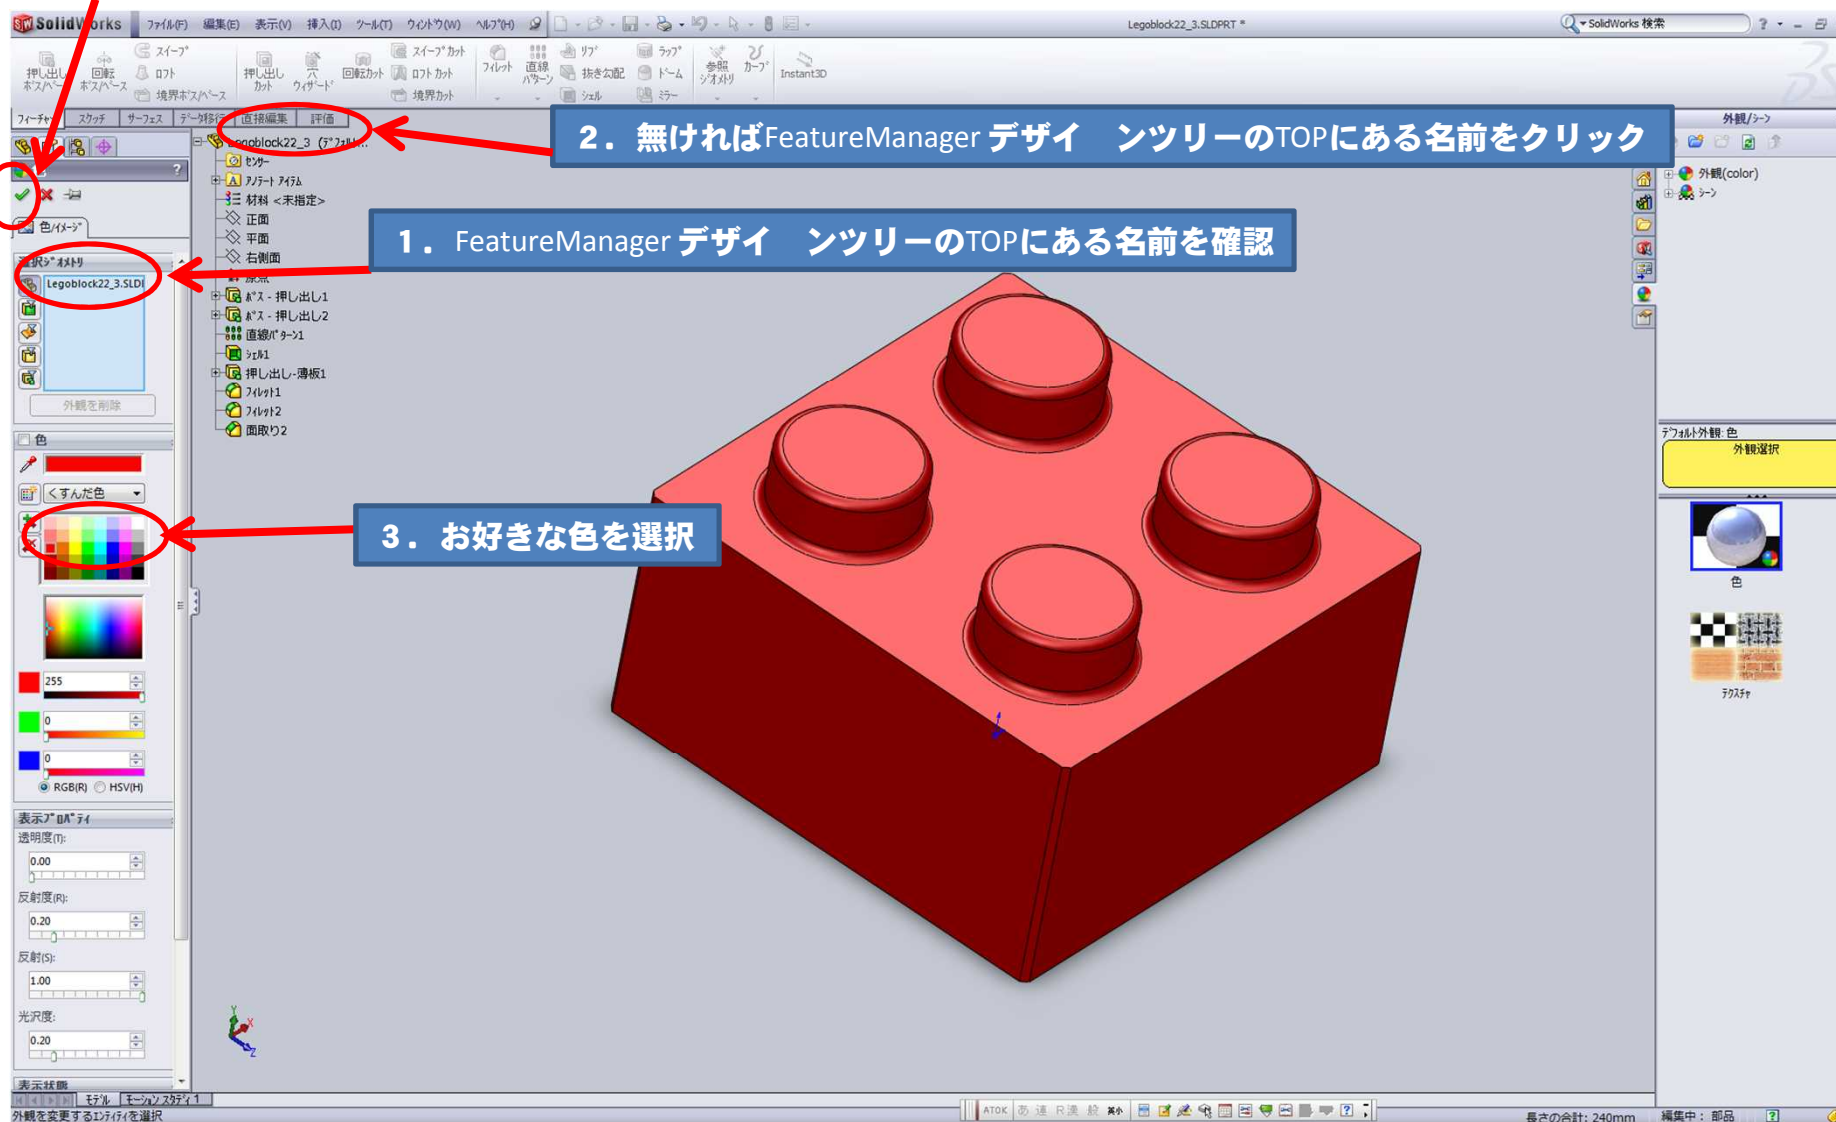 SolidWorks ファイル(F) 編集(E) 表示(V) 挿入(I) ツール(T) ウィンドウ(W) ヘルプ(H) Legoblock22_3.SLDPRT * SolidWorks 検索
押し出し ボス/ベース
回転 ボス/ベース
スイープ
ロフト
境界ボス/ベース
押し出し カット
穴 ウィザード
回転カット
スイープ カット
ロフト カット
境界カット
フィレット
直線 パターン
リブ
抜き勾配
シェル
ラップ
ドーム
ミラー
参照 ジオメトリ
カーブ
Instant3D
フィーチャー スケッチ サーフェス データ移行 直接編集 評価
外観/シーン
2. 無ければFeatureManager デザイ　ンツリーのTOPにある名前をクリック
Legoblock22_3 (デフォルト...
センサー
アノテート アイテム
材料 <未指定>
正面
平面
右側面
原点
ボス - 押し出し1
ボス - 押し出し2
直線パターン1
シェル1
押し出し-薄板1
フィレット1
フィレット2
面取り2
1. FeatureManager デザイ　ンツリーのTOPにある名前を確認
色/イメージ
選択ジオメトリ
Legoblock22_3.SLDI
外観を削除
色
くすんだ色
3. お好きな色を選択
255
0
0
RGB(R) HSV(H)
表示プロパティ
透明度(T):
0.00
反射度(R):
0.20
反射(S):
1.00
光沢度:
0.20
表示状態
外観(color)
シーン
デフォルト外観: 色
外観選択
色
テクスチャ
Y
X
Z
モデル モーション スタディ 1
外観を変更するエンティティを選択
ATOK あ 連 R漢 般 英小
長さの合計: 240mm 編集中: 部品